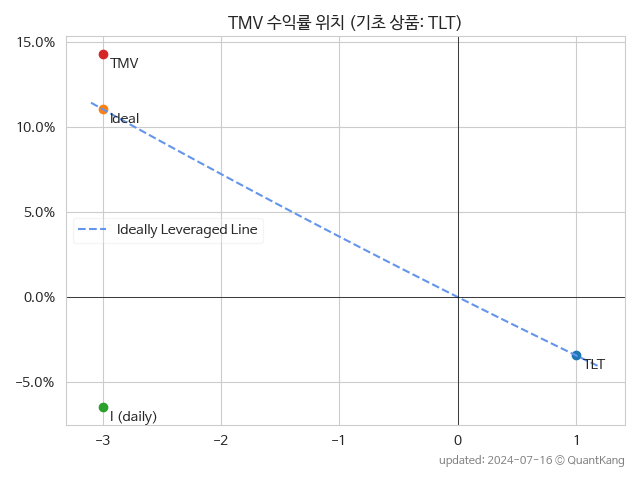 TMV 수익률 위치 (기초 상품: TLT)
15.0%
TMV
10.0%
Ideal
5.0%
Ideally Leveraged Line
0.0%
TLT
−5.0%
I (daily)
−3
−2
−1
0
1
updated: 2024-07-16 © QuantKang